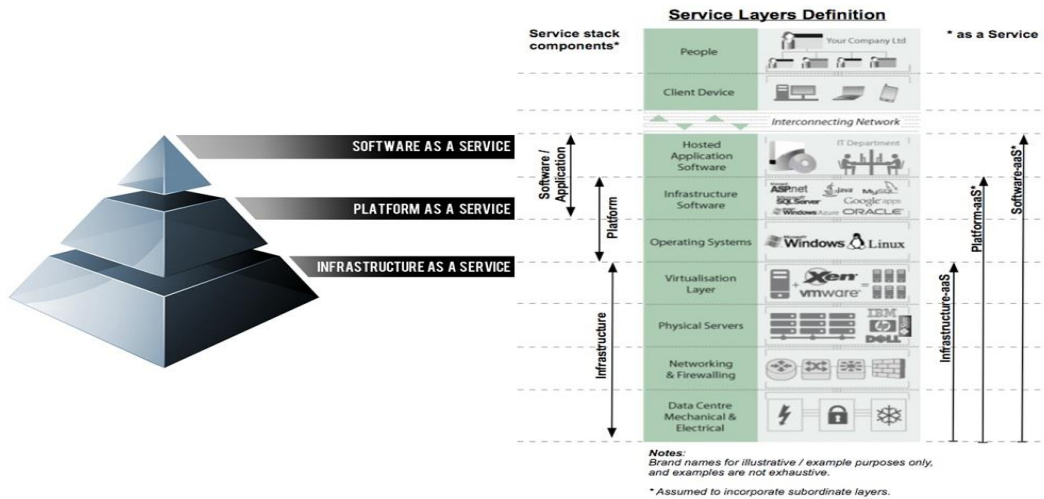 SOFTWARE AS A SERVICE
PLATFORM AS A SERVICE
INFRASTRUCTURE AS A SERVICE
Service Layers Definition
Service stack
components*
* as a Service
People
Your Company Ltd
Client Device
Interconnecting Network
Hosted
Application
Software
IT Department
Infrastructure
Software
Microsoft
ASP.net
Java
MySQL
SQLServer
Google apps
Windows Azure
ORACLE
Operating Systems
Microsoft
Windows
Linux
Virtualisation
Layer
+
Xen
=
vmware
Physical Servers
IBM
hp
DELL
Networking
& Firewalling
Data Centre
Mechanical &
Electrical
Software /
Application
Platform
Infrastructure
Infrastructure-aaS
Platform-aaS*
Software-aaS*
Notes:
Brand names for illustrative / example purposes only,
and examples are not exhaustive.
* Assumed to incorporate subordinate layers.